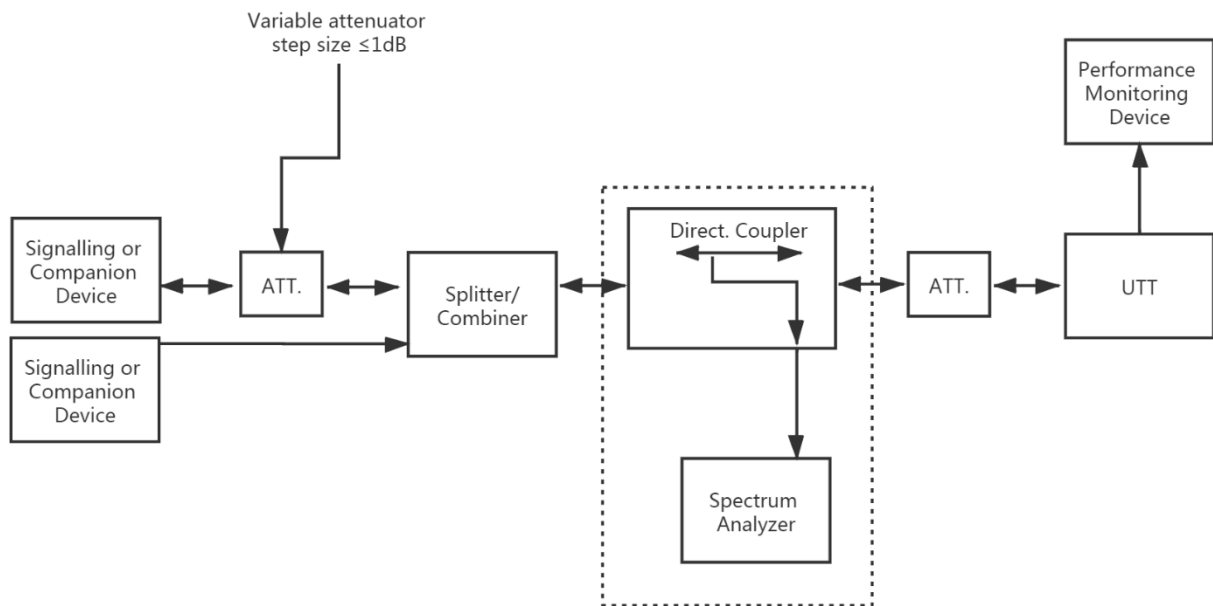 Variable attenuator
step size ≤1dB
Performance
Monitoring
Device
Direct. Coupler
Signalling or
Companion
Device
ATT.
Splitter/
Combiner
ATT.
UTT
Signalling or
Companion
Device
Spectrum
Analyzer